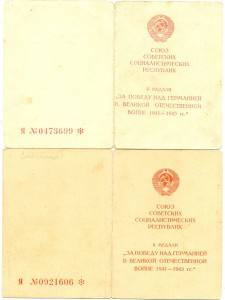 СОЮЗ
СОВЕТСКИХ
СОЦИАЛИСТИЧЕСКИХ
РЕСПУБЛИК
К МЕДАЛИ
"ЗА ПОБЕДУ НАД ГЕРМАНИЕЙ
В ВЕЛИКОЙ ОТЕЧЕСТВЕННОЙ
ВОЙНЕ 1941—1945 гг."
Я №0473699 ✻
СОЮЗ
СОВЕТСКИХ
СОЦИАЛИСТИЧЕСКИХ
РЕСПУБЛИК
К МЕДАЛИ
"ЗА ПОБЕДУ НАД ГЕРМАНИЕЙ
В ВЕЛИКОЙ ОТЕЧЕСТВЕННОЙ
ВОЙНЕ 1941—1945 гг."
Я №0921606 ✻